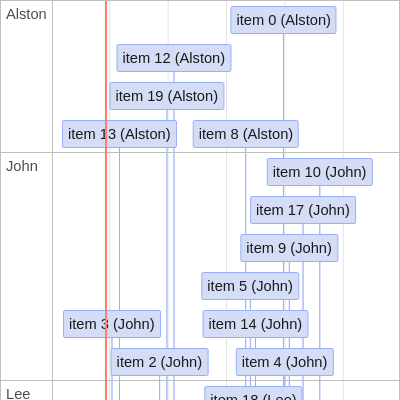 Alston
item 0 (Alston)
item 12 (Alston)
item 19 (Alston)
item 13 (Alston)
item 8 (Alston)
John
item 10 (John)
item 17 (John)
item 9 (John)
item 5 (John)
item 3 (John)
item 14 (John)
item 2 (John)
item 4 (John)
Lee
item 18 (Lee)